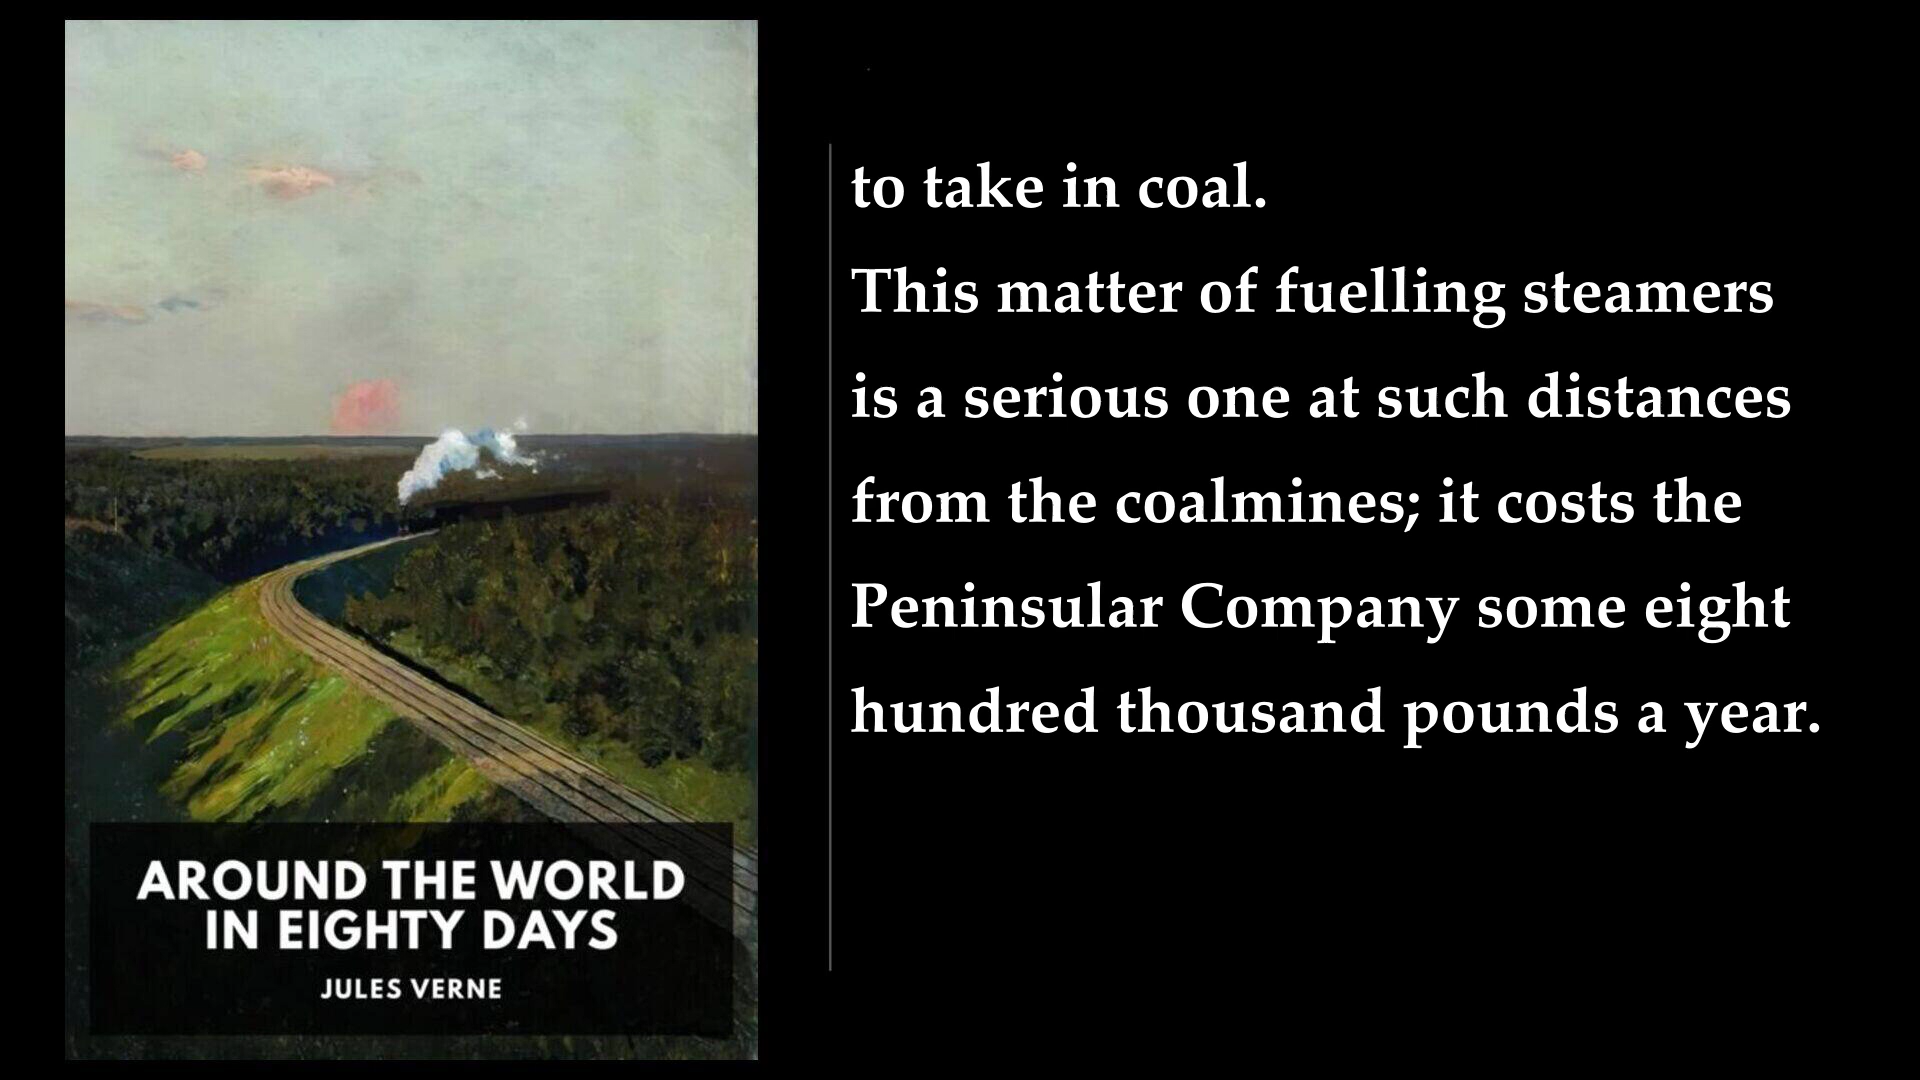 AROUND THE WORLD
IN EIGHTY DAYS
JULES VERNE
to take in coal.
This matter of fuelling steamers
is a serious one at such distances
from the coalmines; it costs the
Peninsular Company some eight
hundred thousand pounds a year.